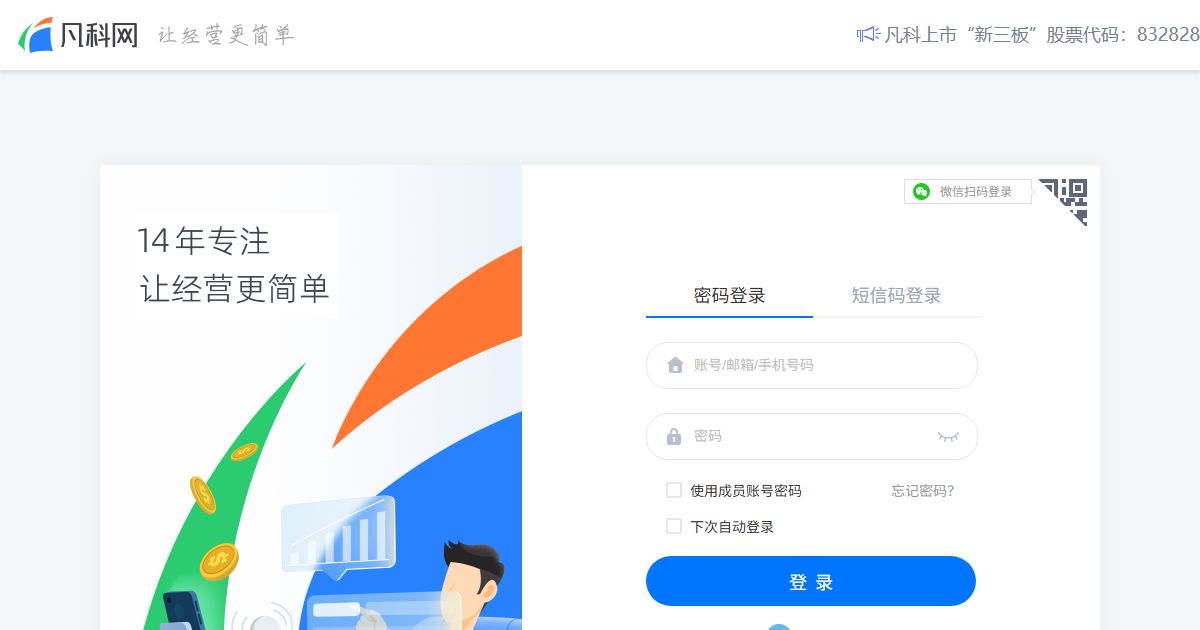 凡科网 让经营更简单
凡科上市“新三板”股票代码：832828
微信扫码登录
14年专注
让经营更简单
密码登录 短信码登录
账号/邮箱/手机号码
密码
使用成员账号密码 忘记密码?
下次自动登录
登 录